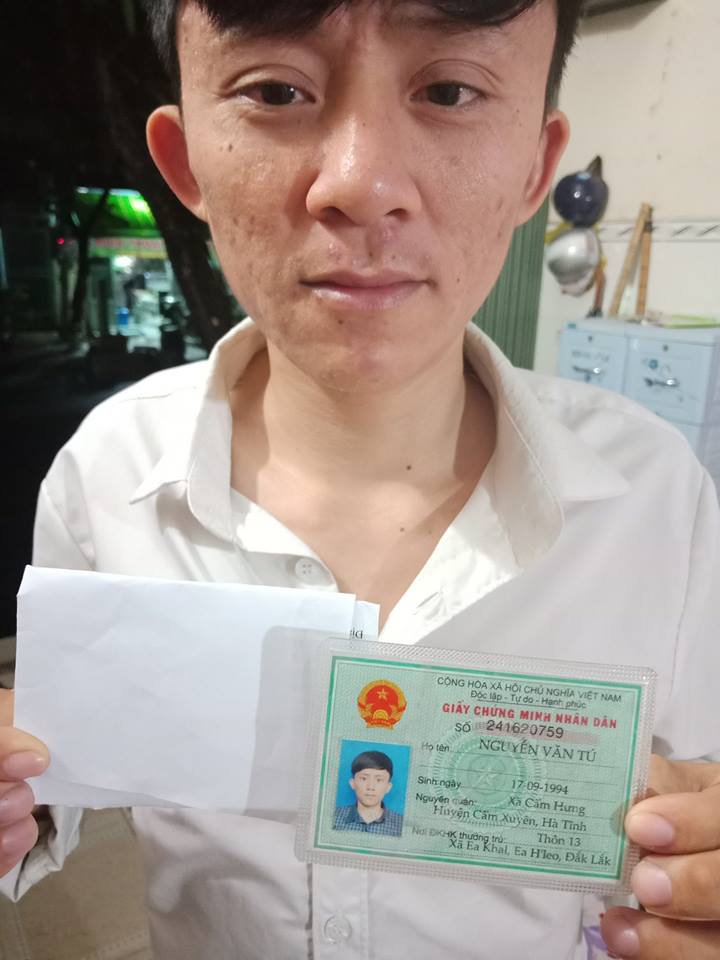 CỘNG HÒA XÃ HỘI CHỦ NGHĨA VIỆT NAM
Độc lập - Tự do - Hạnh phúc
GIẤY CHỨNG MINH NHÂN DÂN
SỐ 241620759
Họ tên: NGUYỄN VĂN TÚ
Sinh ngày 17-09-1994
Nguyên quán: Xã Cẩm Hưng
Huyện Cẩm Xuyên, Hà Tĩnh
Nơi ĐKHK thường trú: Thôn 13
Xã Ea Khal, Ea H'leo, Đắk Lắk